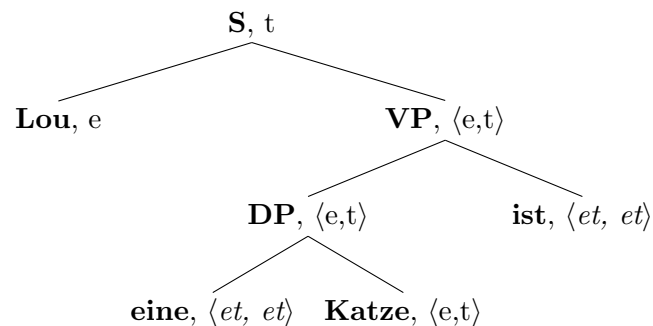 S, t
Lou, e VP, ⟨e,t⟩
DP, ⟨e,t⟩ ist, ⟨et, et⟩
eine, ⟨et, et⟩ Katze, ⟨e,t⟩